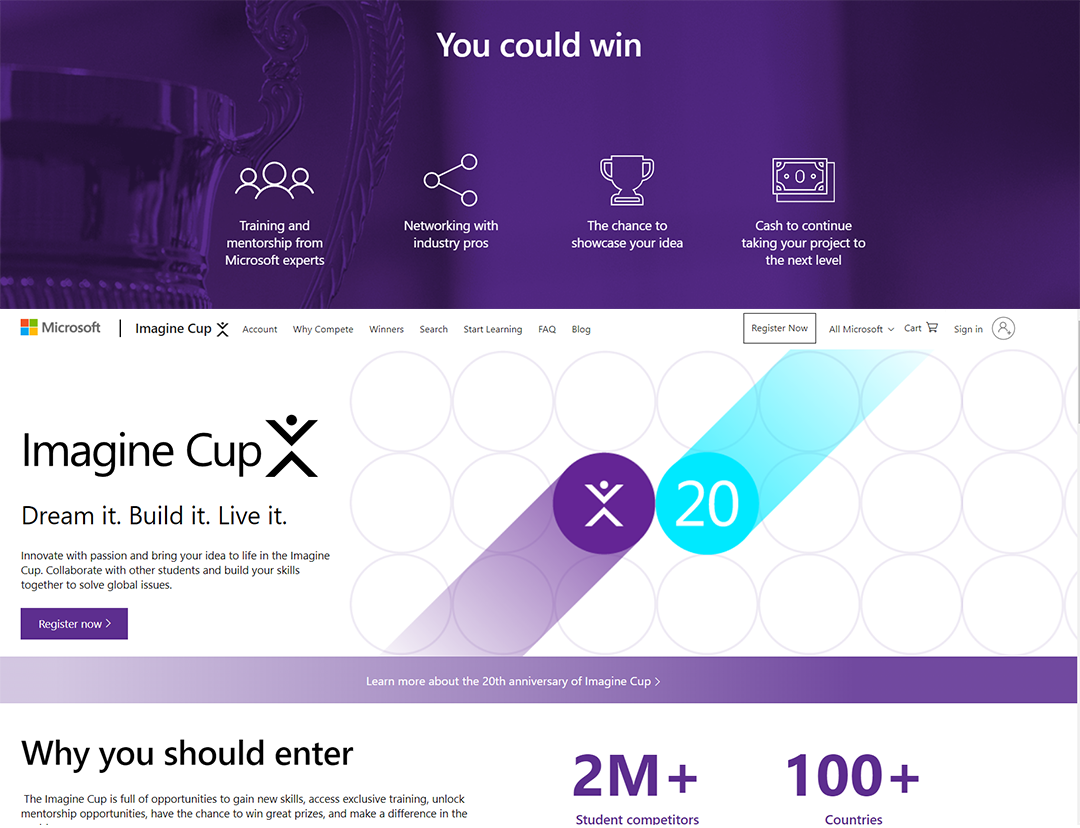 You could win
Training and
mentorship from
Microsoft experts
Networking with
industry pros
The chance to
showcase your idea
Cash to continue
taking your project to
the next level
Microsoft
Imagine Cup
Account
Why Compete
Winners
Search
Start Learning
FAQ
Blog
Register Now
All Microsoft
Cart
Sign in
Imagine Cup
Dream it. Build it. Live it.
Innovate with passion and bring your idea to life in the Imagine
Cup. Collaborate with other students and build your skills
together to solve global issues.
Register now >
20
Learn more about the 20th anniversary of Imagine Cup >
Why you should enter
The Imagine Cup is full of opportunities to gain new skills, access exclusive training, unlock
mentorship opportunities, have the chance to win great prizes, and make a difference in the
2M+
Student competitors
100+
Countries